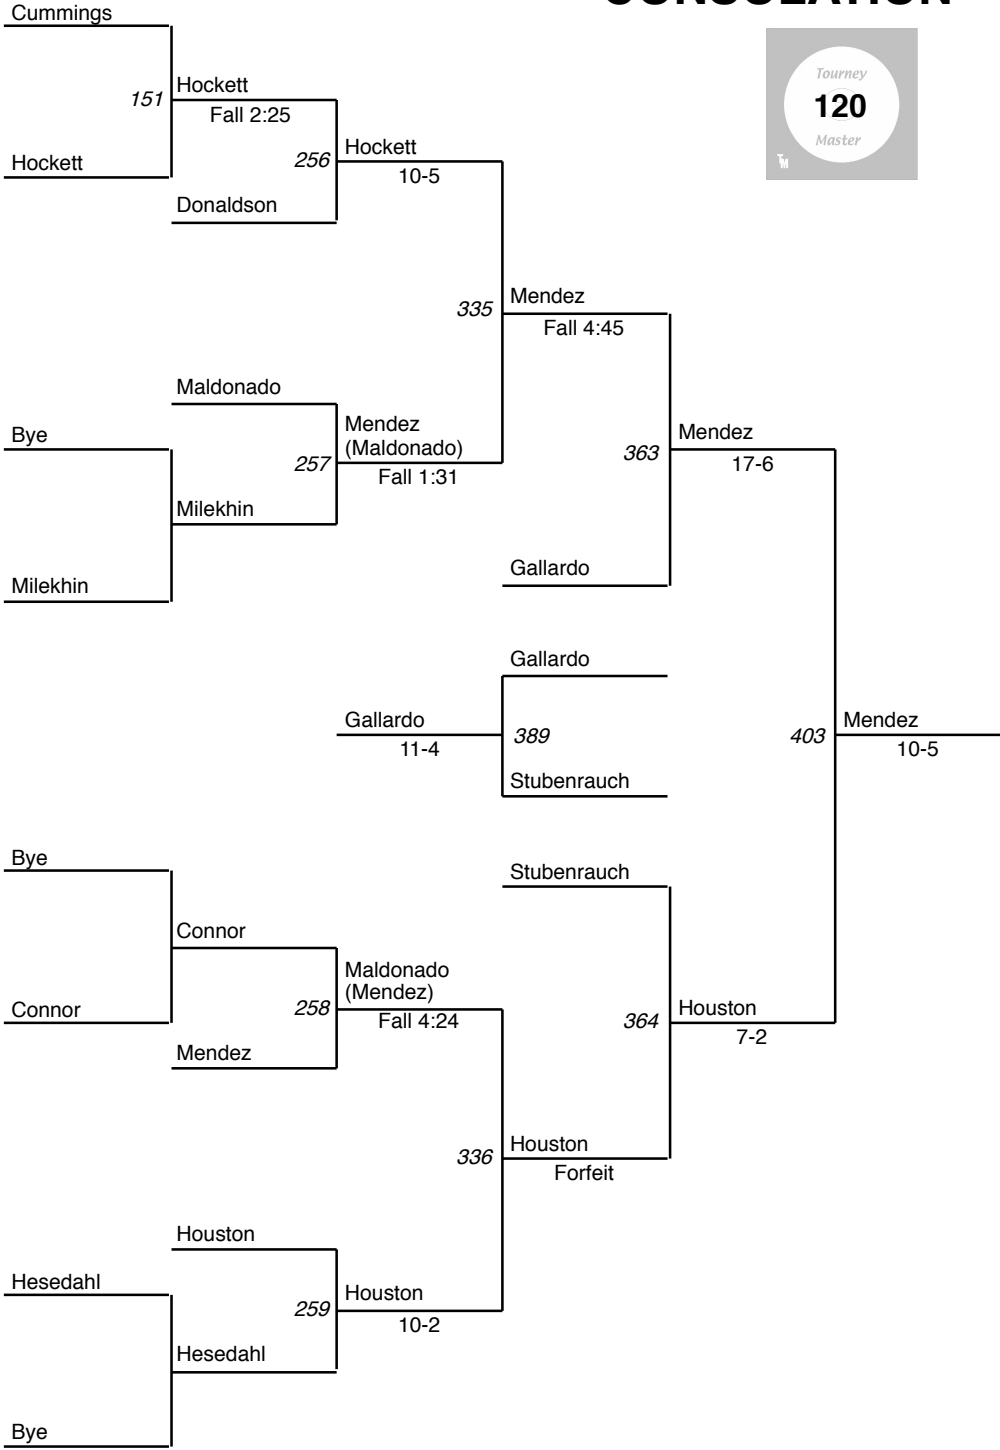 CONSOLATION
Cummings
Tourney
120
Master
TM
151
Hockett
Fall 2:25
Hockett
256
Hockett
10-5
Donaldson
335
Mendez
Fall 4:45
Maldonado
Bye
Mendez
(Maldonado)
257
Fall 1:31
363
Mendez
17-6
Milekhin
Milekhin
Gallardo
Gallardo
Gallardo
11-4
389
403
Mendez
10-5
Stubenrauch
Bye
Stubenrauch
Connor
Maldonado
(Mendez)
Connor
258
Fall 4:24
364
Houston
7-2
Mendez
336
Houston
Forfeit
Houston
Hesedahl
259
Houston
10-2
Hesedahl
Bye